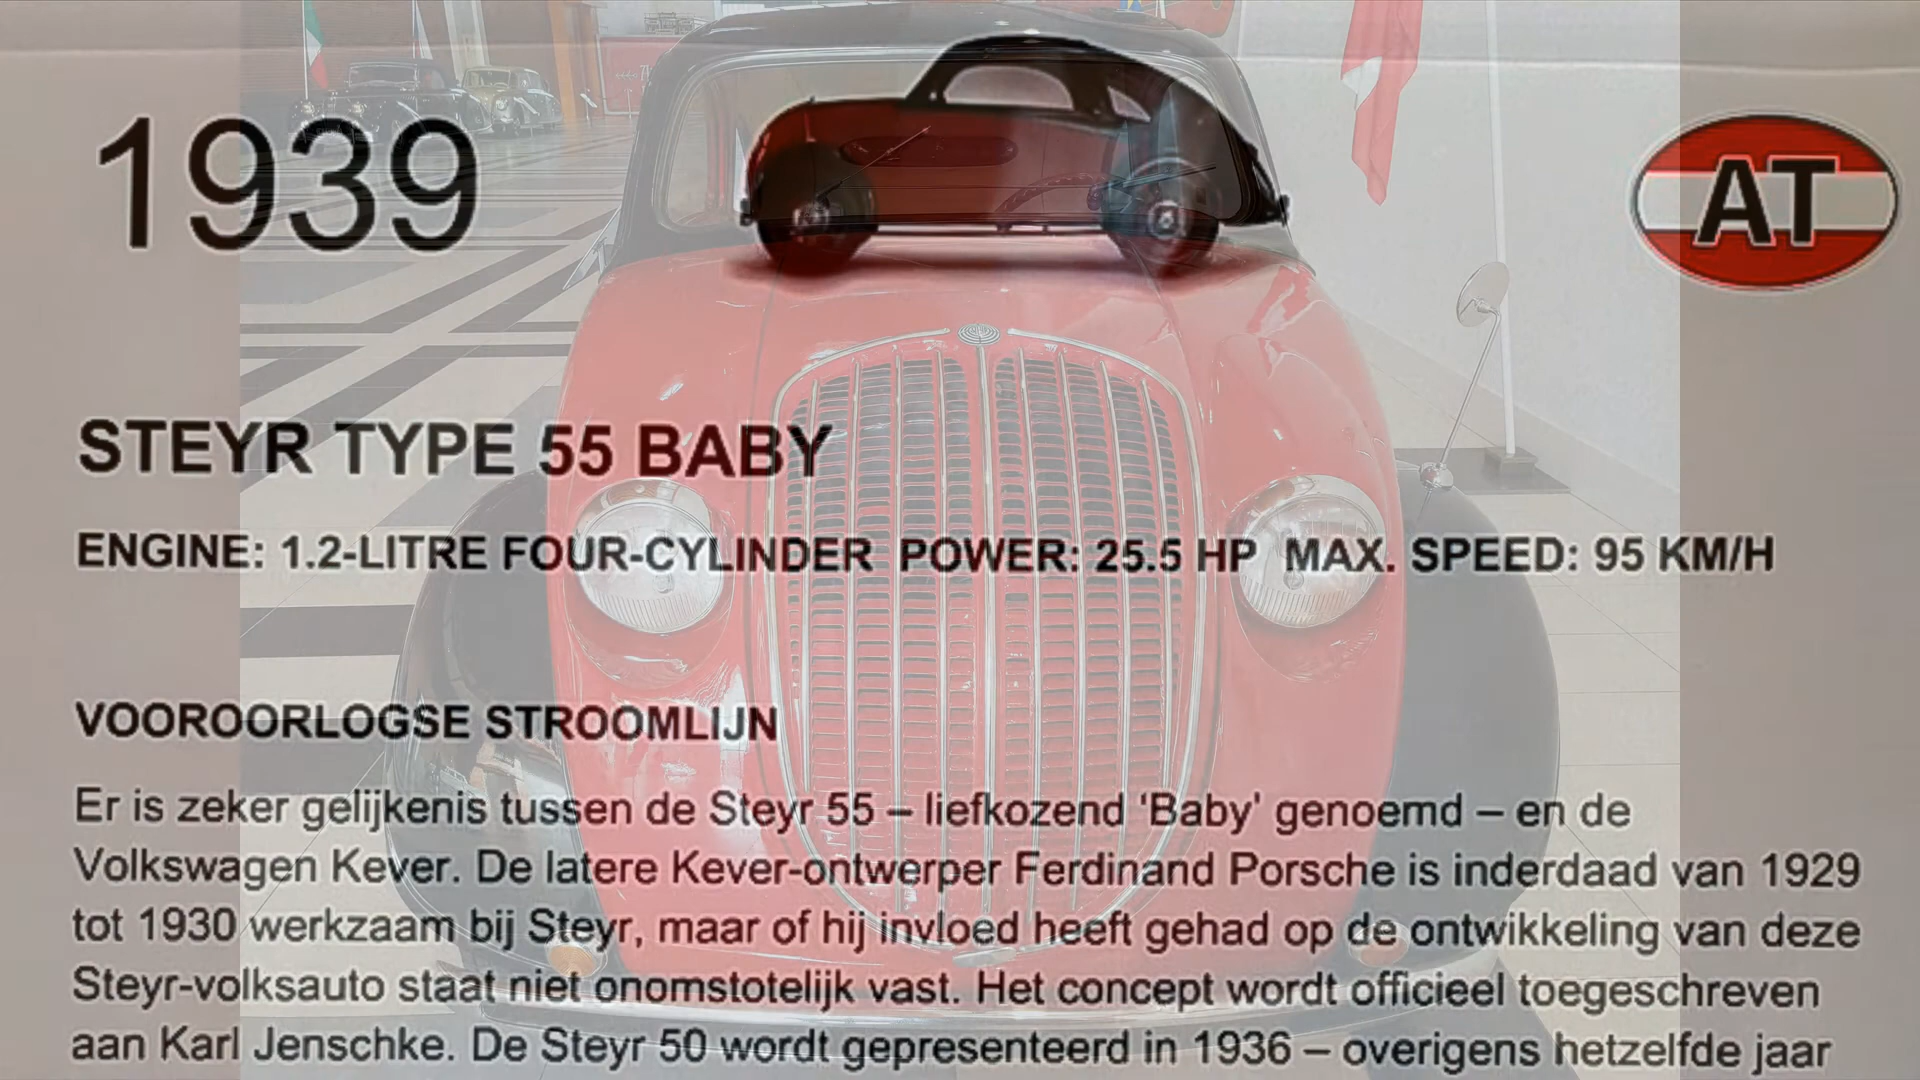 1939
AT
STEYR TYPE 55 BABY
ENGINE: 1.2-LITRE FOUR-CYLINDER POWER: 25.5 HP MAX. SPEED: 95 KM/H
VOOROORLOGSE STROOMLIJN
Er is zeker gelijkenis tussen de Steyr 55 – liefkozend ‘Baby' genoemd – en de
Volkswagen Kever. De latere Kever-ontwerper Ferdinand Porsche is inderdaad van 1929
tot 1930 werkzaam bij Steyr, maar of hij invloed heeft gehad op de ontwikkeling van deze
Steyr-volksauto staat niet onomstotelijk vast. Het concept wordt officieel toegeschreven
aan Karl Jenschke. De Steyr 50 wordt gepresenteerd in 1936 – overigens hetzelfde jaar